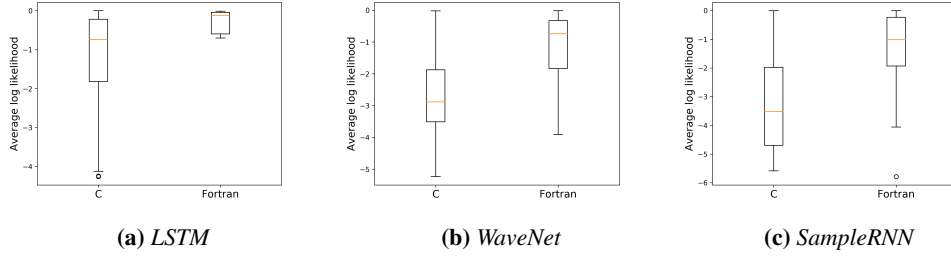 Average log likelihood
0
−1
−2
−3
−4
C
Fortran
(a) LSTM
Average log likelihood
0
−1
−2
−3
−4
−5
C
Fortran
(b) WaveNet
Average log likelihood
0
−1
−2
−3
−4
−5
−6
C
Fortran
(c) SampleRNN